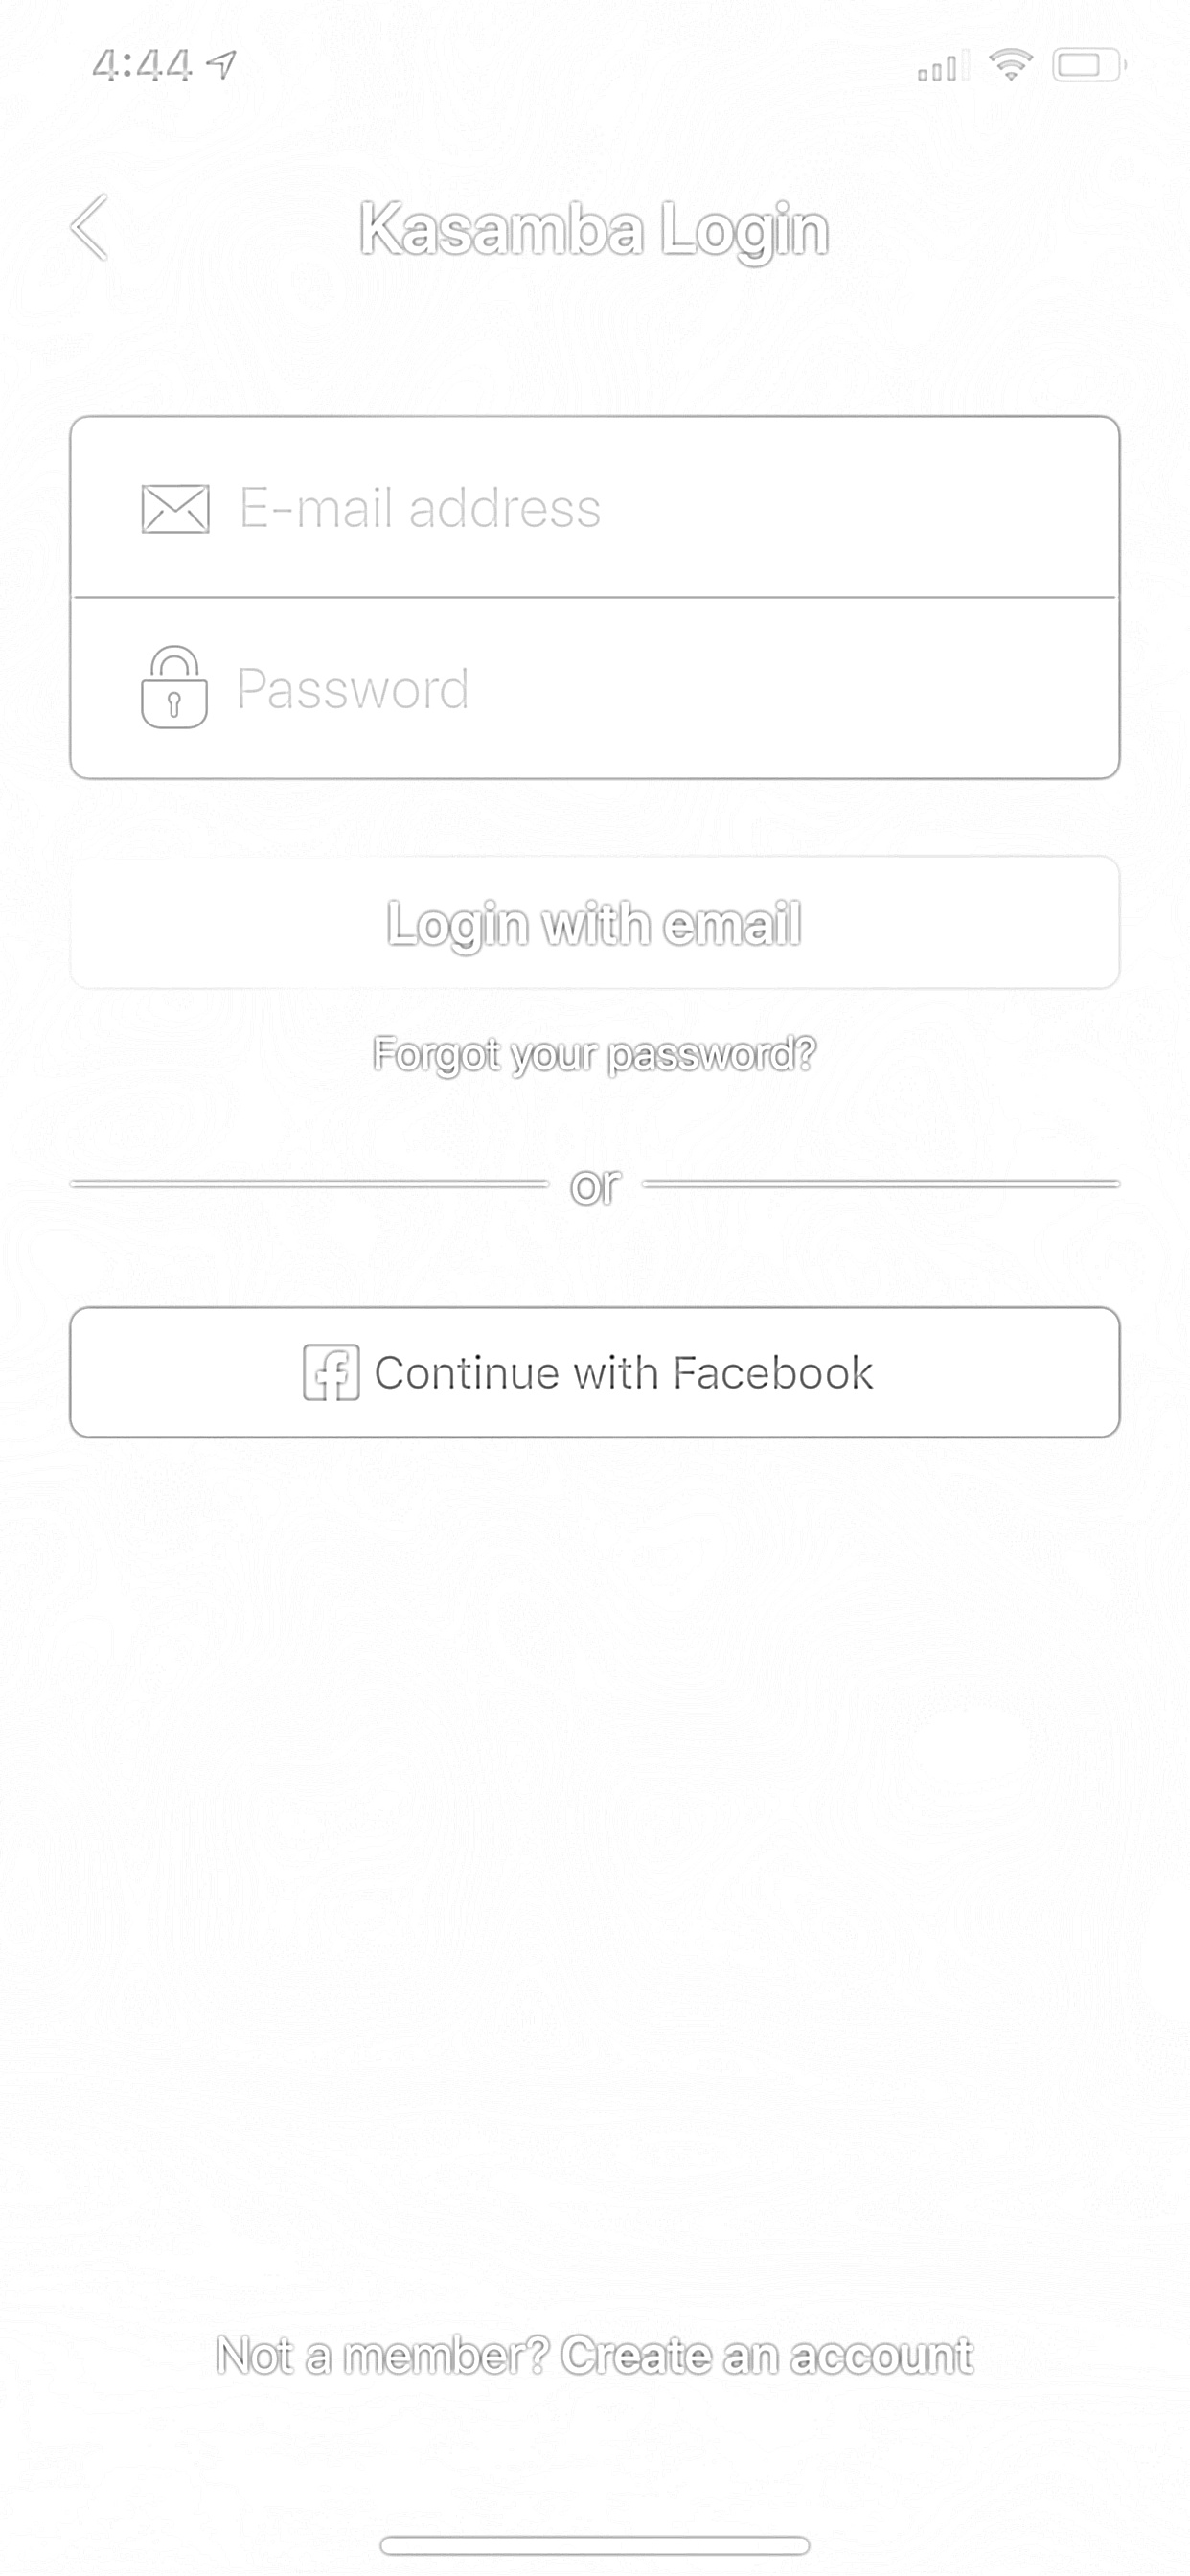 4:44
Kasamba Login
E-mail address
Password
Login with email
Forgot your password?
or
Continue with Facebook
Not a member? Create an account